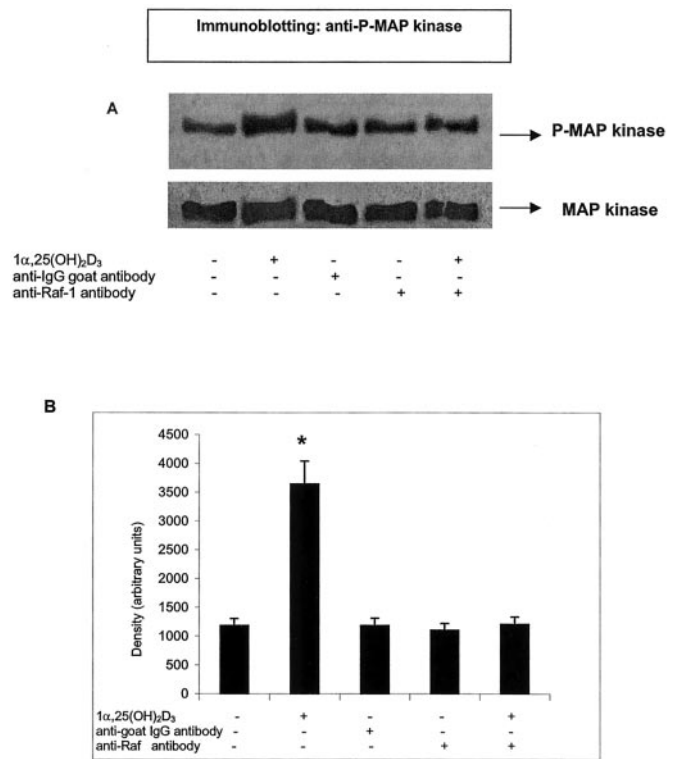 Immunoblotting: anti-P-MAP kinase
A
P-MAP kinase
MAP kinase
1α,25(OH)₂D₃ - + - - +
anti-IgG goat antibody - - + - -
anti-Raf-1 antibody - - - + +
B
*
4500
4000
3500
3000
2500
2000
1500
1000
500
0
Density (arbitrary units)
1α,25(OH)₂D₃ - + - - +
anti-goat IgG antibody - - + - -
anti-Raf antibody - - - + +